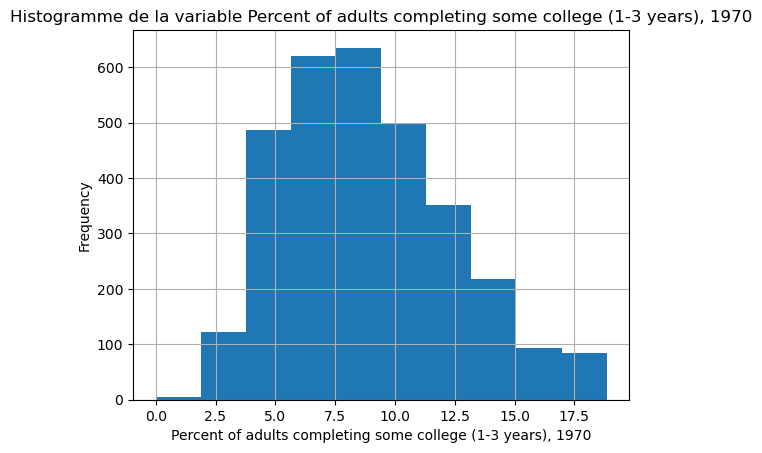 Histogramme de la variable Percent of adults completing some college (1-3 years), 1970
600
500
400
300
200
100
0
Frequency
0.0 2.5 5.0 7.5 10.0 12.5 15.0 17.5
Percent of adults completing some college (1-3 years), 1970